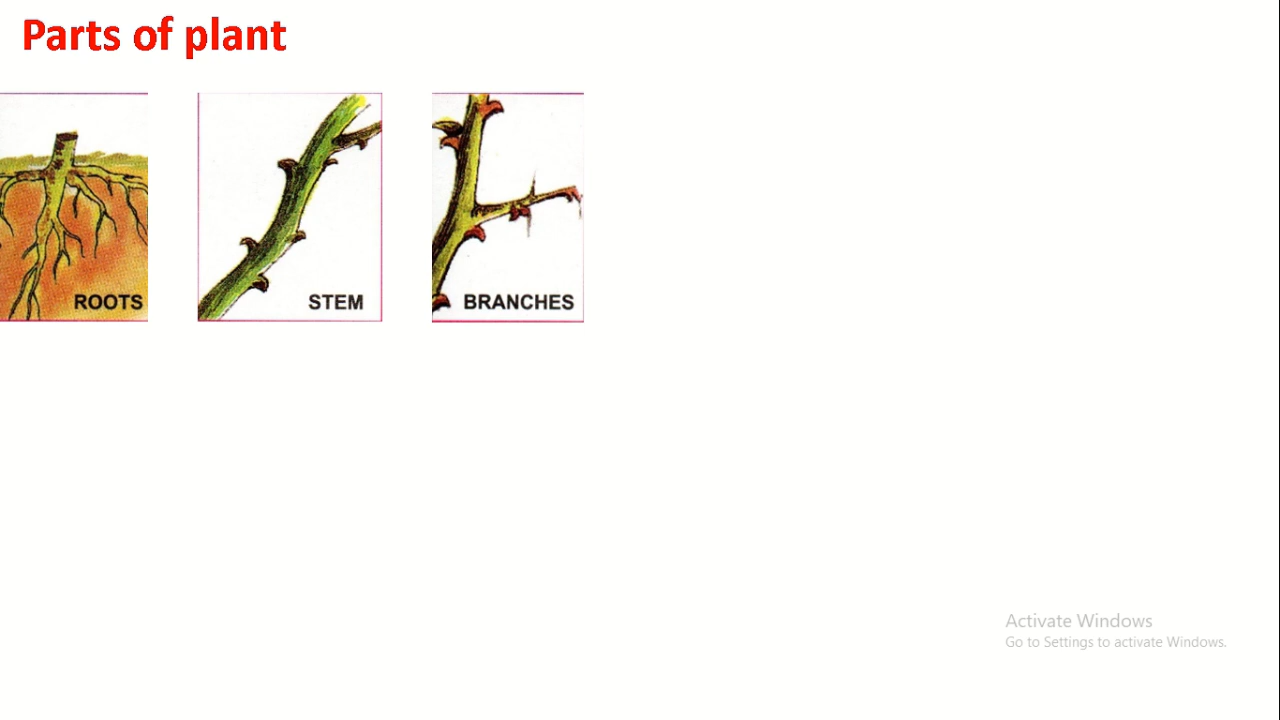 Parts of plant
ROOTS
STEM
BRANCHES
Activate Windows
Go to Settings to activate Windows.